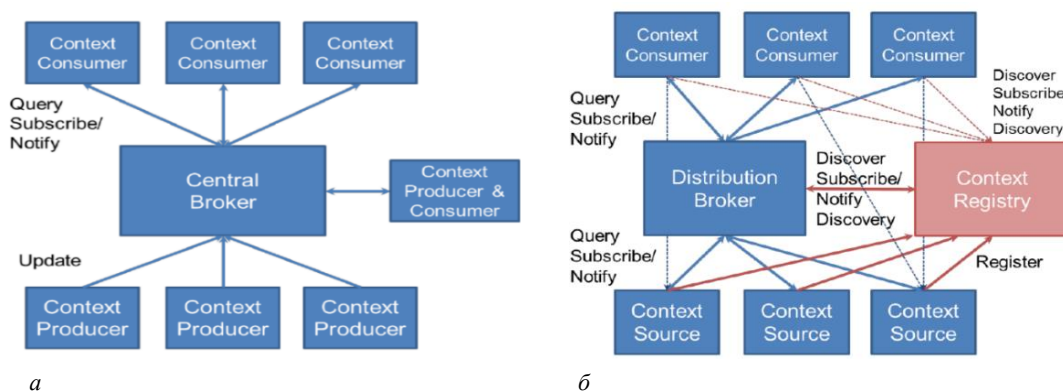 Context
Consumer
Context
Consumer
Context
Consumer
Query
Subscribe/
Notify
Central
Broker
Context
Producer &
Consumer
Update
Context
Producer
Context
Producer
Context
Producer
а
Context
Consumer
Context
Consumer
Context
Consumer
Discover
Subscribe
Notify
Discovery
Query
Subscribe/
Notify
Distribution
Broker
Discover
Subscribe/
Notify
Discovery
Context
Registry
Query
Subscribe/
Notify
Register
Context
Source
Context
Source
Context
Source
б